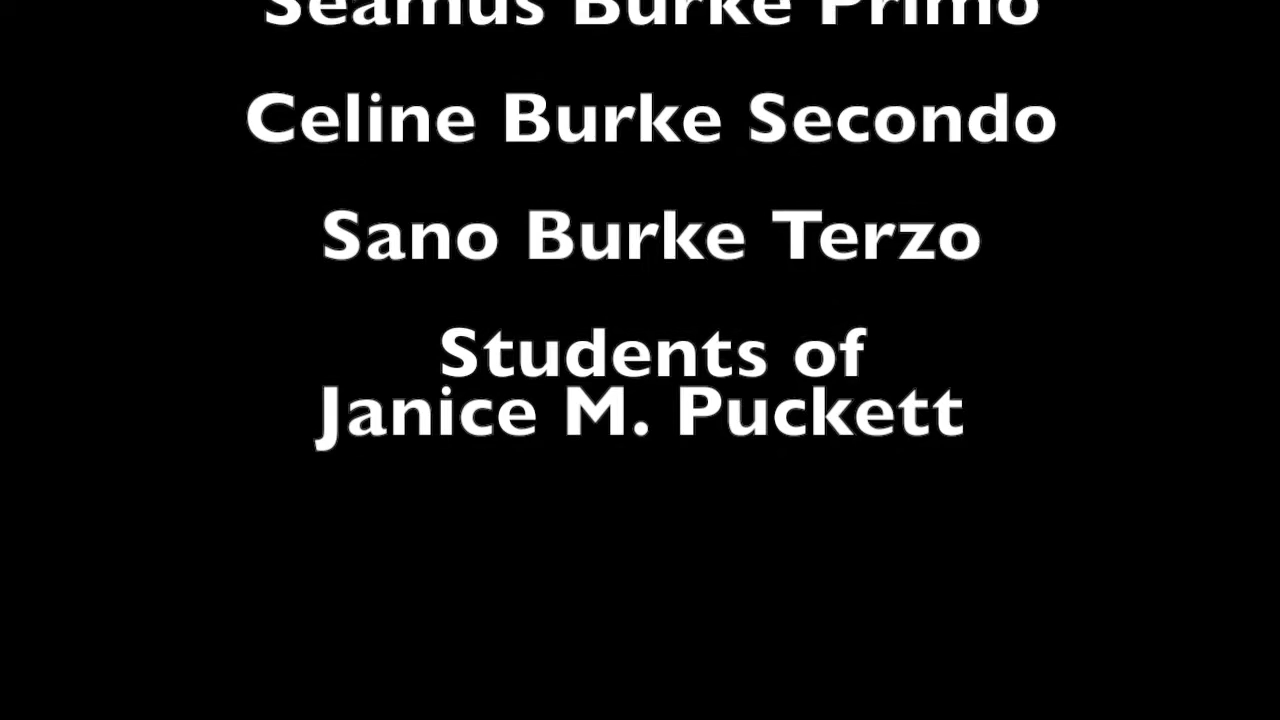 Seamus Burke Primo
Celine Burke Secondo
Sano Burke Terzo
Students of
Janice M. Puckett